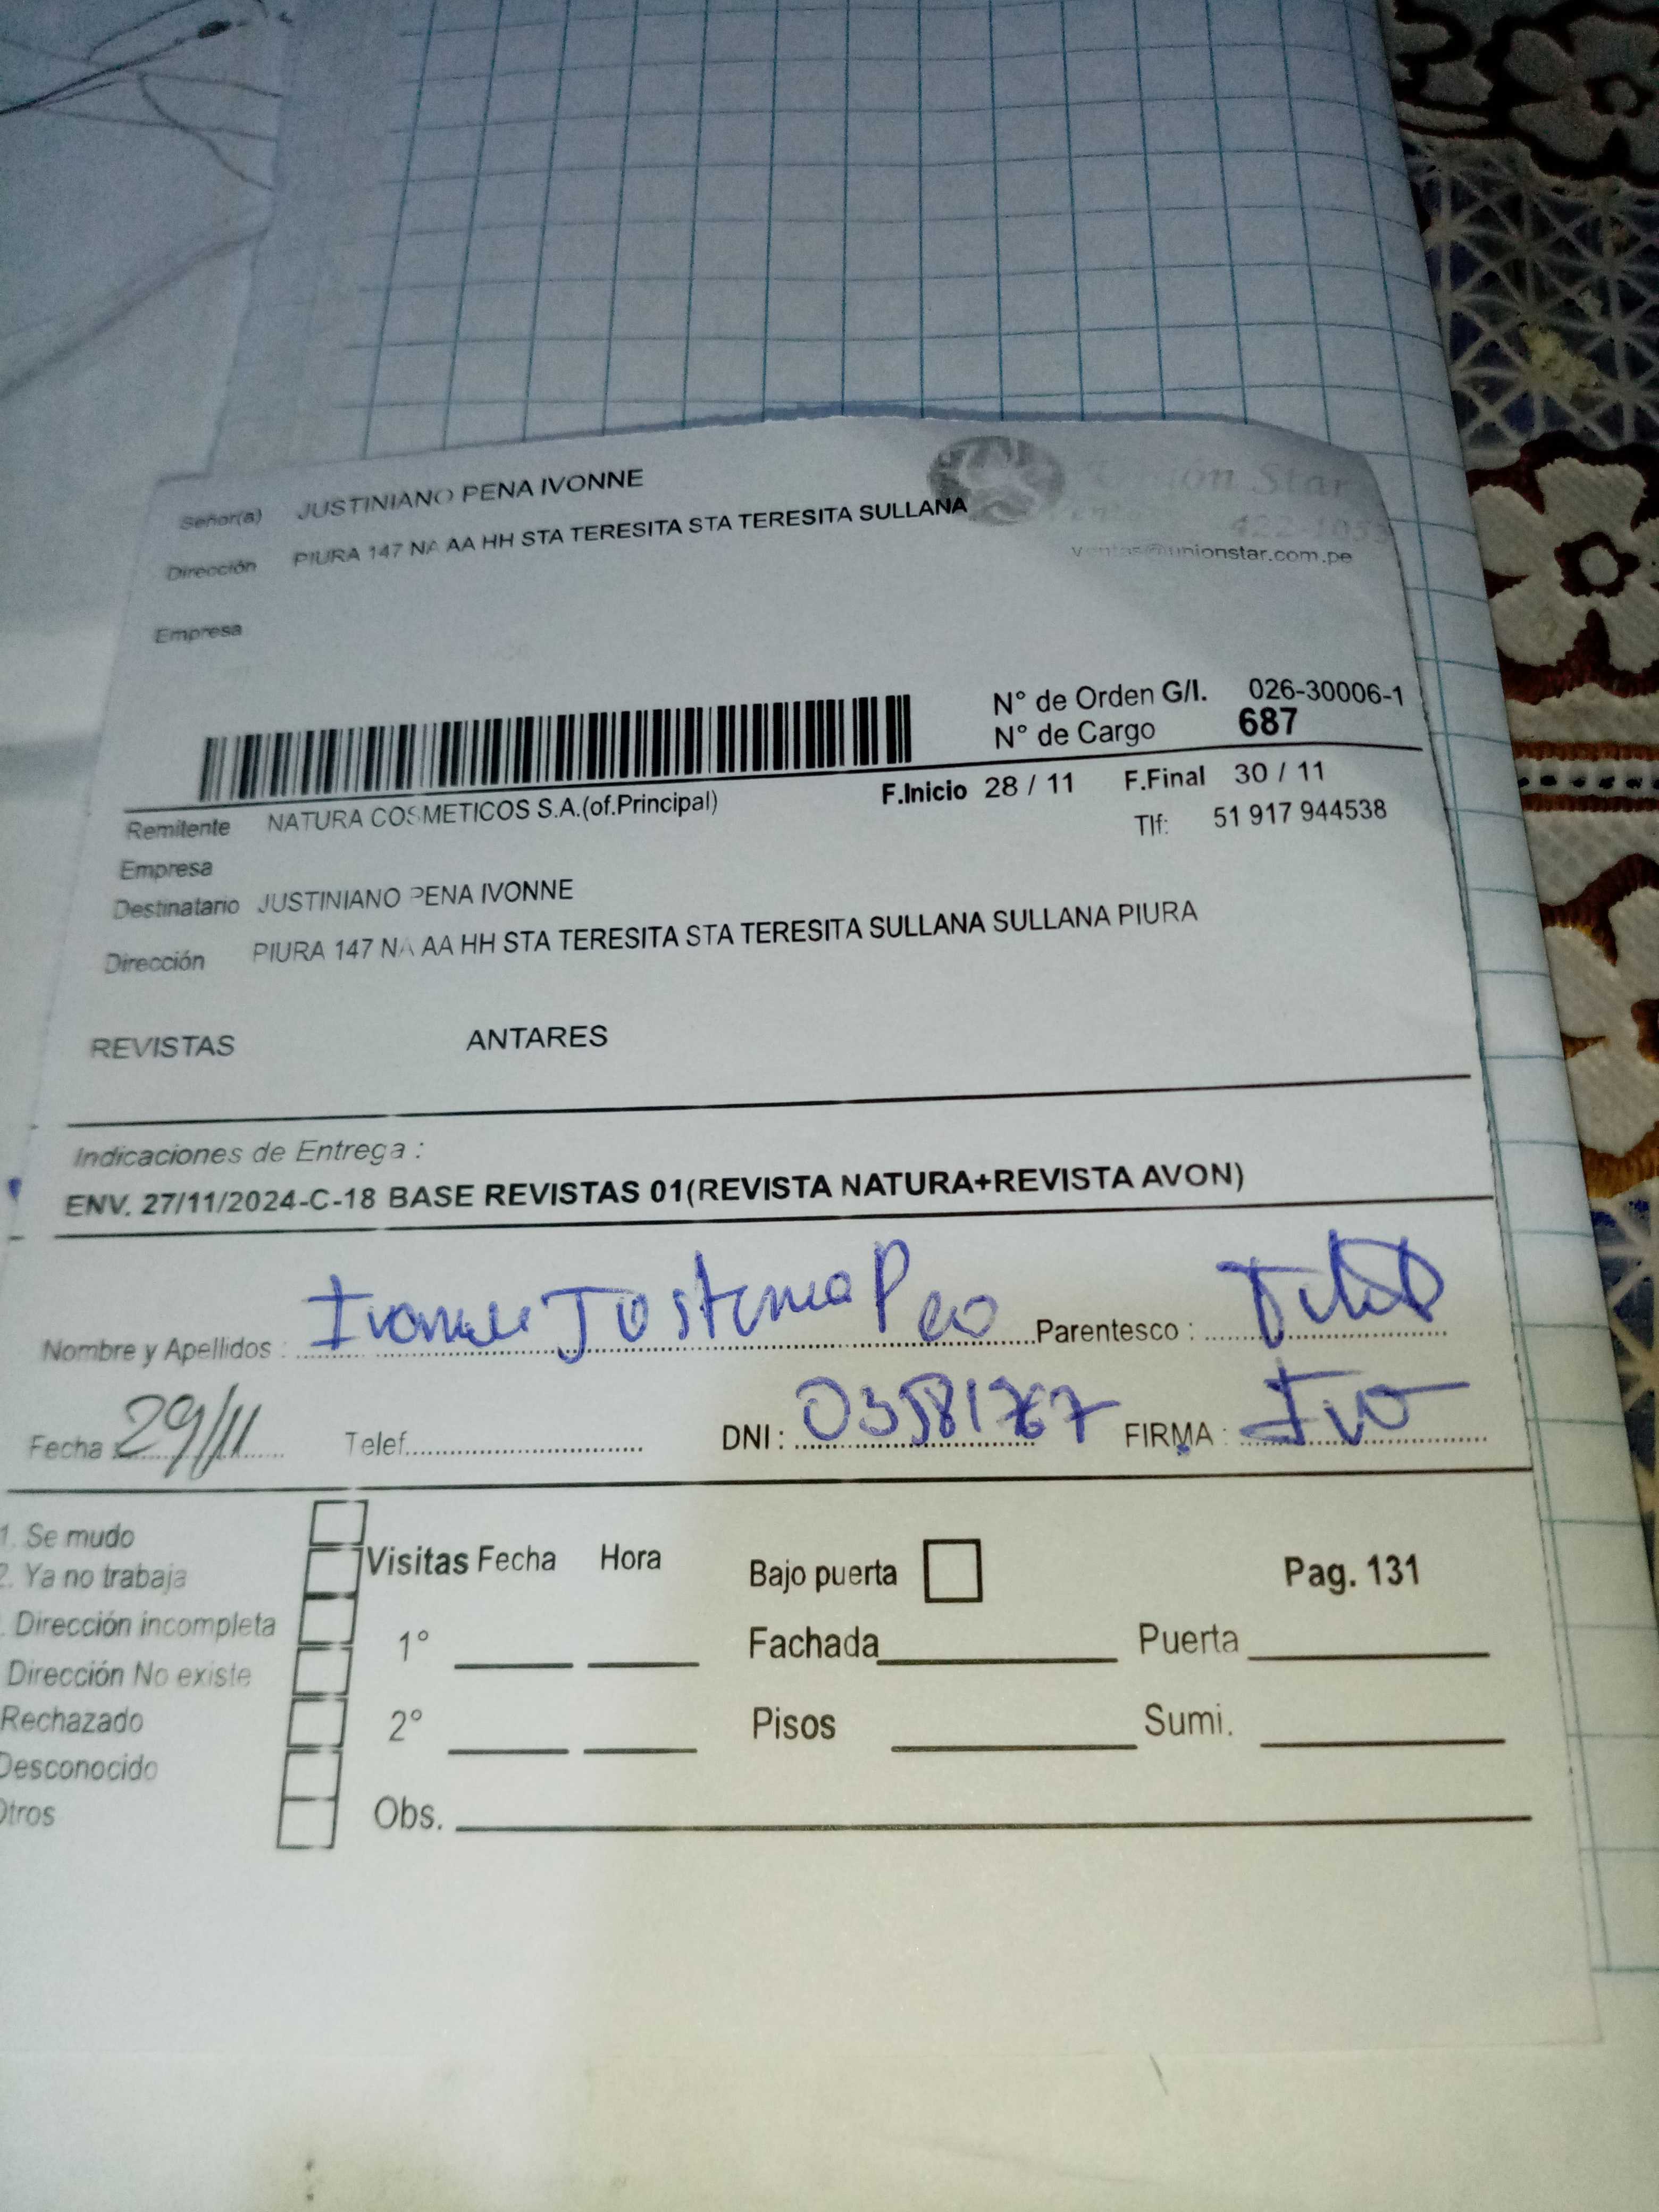 Señor(a) JUSTINIANO PENA IVONNE
Unión Star
Dirección PIURA 147 NA AA HH STA TERESITA STA TERESITA SULLANA
ventas@unionstar.com.pe
Empresa
N° de Orden G/I. 026-30006-1
N° de Cargo 687
F.Inicio 28 / 11 F.Final 30 / 11
Remitente NATURA COSMETICOS S.A.(of.Principal)
Tlf: 51 917 944538
Empresa
Destinatario JUSTINIANO PENA IVONNE
Dirección PIURA 147 NA AA HH STA TERESITA STA TERESITA SULLANA SULLANA PIURA
REVISTAS ANTARES
Indicaciones de Entrega :
ENV. 27/11/2024-C-18 BASE REVISTAS 01(REVISTA NATURA+REVISTA AVON)
Nombre y Apellidos : Ivonne Parentesco :
Fecha 29/11 Telef. DNI : 03581767 FIRMA : Ivo
1. Se mudo
2. Ya no trabaja
Dirección incompleta
Dirección No existe
Rechazado
Desconocido
Otros
Visitas Fecha Hora Bajo puerta Pag. 131
1° Fachada Puerta
2° Pisos Sumi.
Obs.